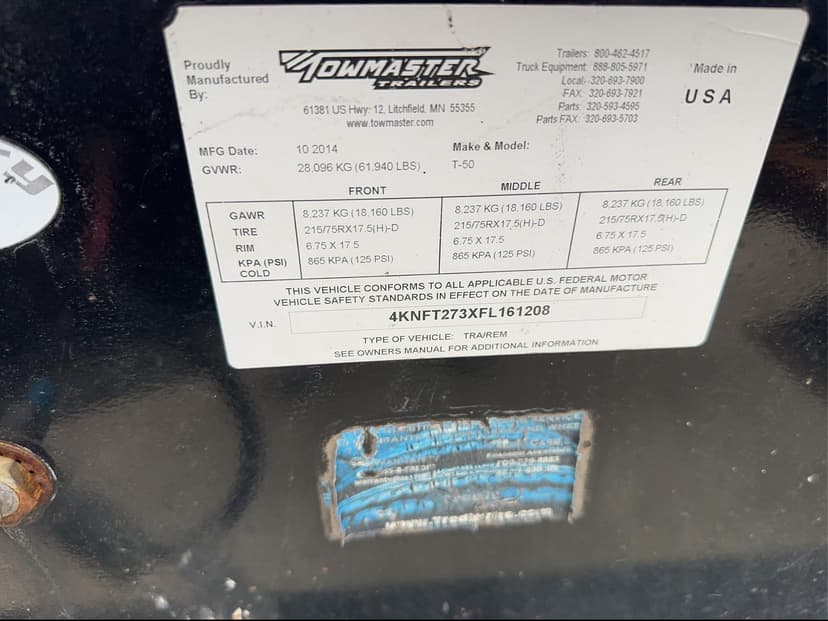 Proudly
Manufactured
By:
TOWMASTER
TRAILERS
61381 US Hwy. 12, Litchfield, MN 55355
www.towmaster.com
Trailers: 800-462-4517
Truck Equipment: 888-805-5971
Local: 320-693-7900
FAX: 320-693-7921
Parts: 320-593-4595
Parts FAX: 320-693-5703
Made in
USA
MFG Date: 10 2014
Make & Model:
GVWR: 28,096 KG (61,940 LBS)
T-50
FRONT MIDDLE REAR
GAWR 8,237 KG (18,160 LBS) 8,237 KG (18,160 LBS) 8,237 KG (18,160 LBS)
TIRE 215/75RX17.5(H)-D 215/75RX17.5(H)-D 215/75RX17.5(H)-D
RIM 6.75 X 17.5 6.75 X 17.5 6.75 X 17.5
KPA (PSI) 865 KPA (125 PSI) 865 KPA (125 PSI) 865 KPA (125 PSI)
COLD
THIS VEHICLE CONFORMS TO ALL APPLICABLE U.S. FEDERAL MOTOR
VEHICLE SAFETY STANDARDS IN EFFECT ON THE DATE OF MANUFACTURE
V.I.N. 4KNFT273XFL161208
TYPE OF VEHICLE: TRA/REM
SEE OWNERS MANUAL FOR ADDITIONAL INFORMATION